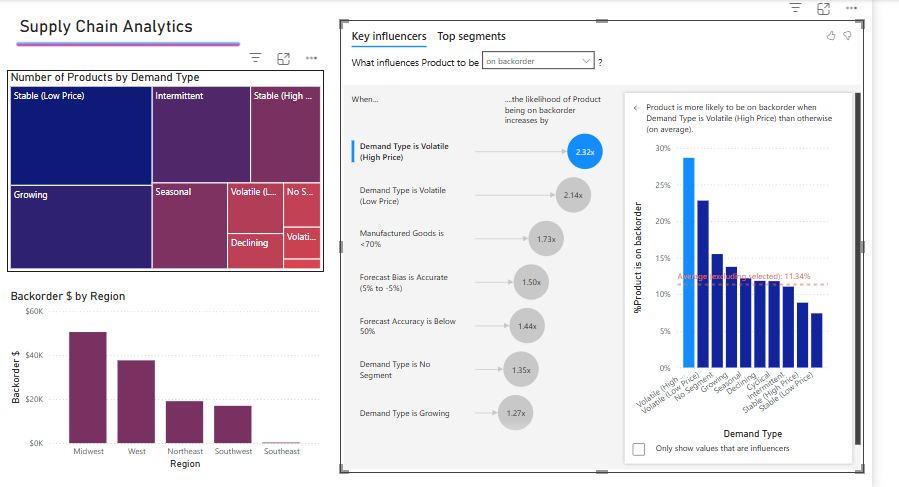 Supply Chain Analytics
Number of Products by Demand Type
Stable (Low Price)
Intermittent
Stable (High ...
Growing
Seasonal
Volatile (L...
No S...
Declining
Volati...
Backorder $ by Region
Backorder $
$60K
$40K
$20K
$0K
Midwest
West
Northeast
Southwest
Southeast
Region
Key influencers
Top segments
What influences Product to be
on backorder
?
When...
...the likelihood of Product
being on backorder
increases by
Demand Type is Volatile
(High Price)
2.32x
Demand Type is Volatile
(Low Price)
2.14x
Manufactured Goods is
<70%
1.73x
Forecast Bias is Accurate
(5% to -5%)
1.50x
Forecast Accuracy is Below
50%
1.44x
Demand Type is No
Segment
1.35x
Demand Type is Growing
1.27x
← Product is more likely to be on backorder when
Demand Type is Volatile (High Price) than otherwise
(on average).
%Product is on backorder
30%
25%
20%
15%
10%
5%
0%
Average (excluding selected): 11.34%
Volatile (High ...
Volatile (Low Price)
No Segment
Growing
Seasonal
Declining
Cyclical
Intermittent
Stable (High Price)
Stable (Low Price)
Demand Type
Only show values that are influencers